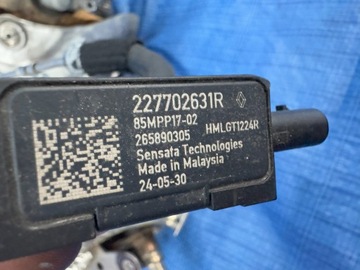 227702631R
85MPP17-02
265890305 HMLGT1224R
Sensata Technologies
Made in Malaysia
24-05-30